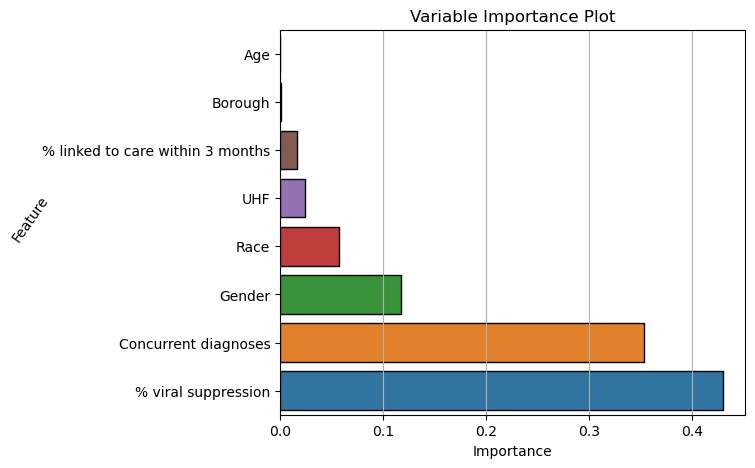 Variable Importance Plot
Age
Borough
% linked to care within 3 months
UHF
Race
Gender
Concurrent diagnoses
% viral suppression
Feature
0.0 0.1 0.2 0.3 0.4
Importance